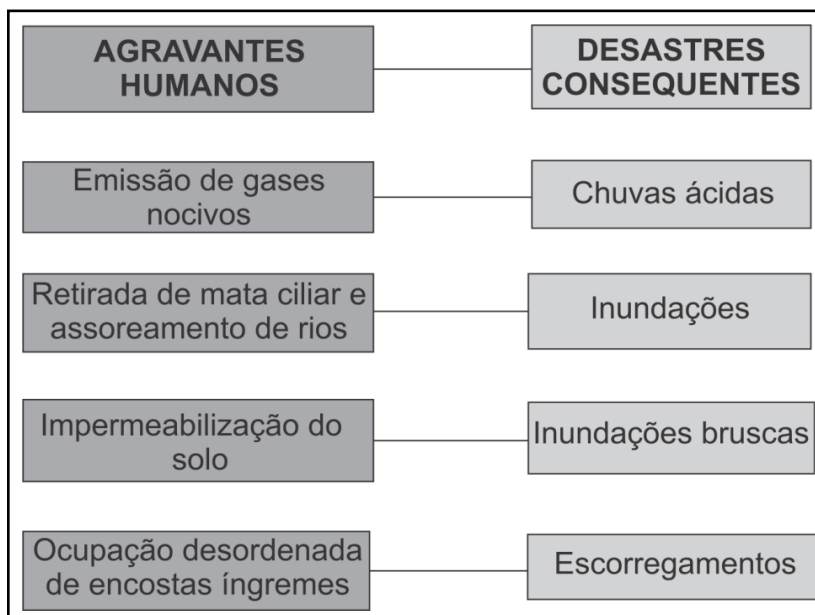 AGRAVANTES
HUMANOS
DESASTRES
CONSEQUENTES
Emissão de gases
nocivos
Chuvas ácidas
Retirada de mata ciliar e
assoreamento de rios
Inundações
Impermeabilização do
solo
Inundações bruscas
Ocupação desordenada
de encostas íngremes
Escorregamentos